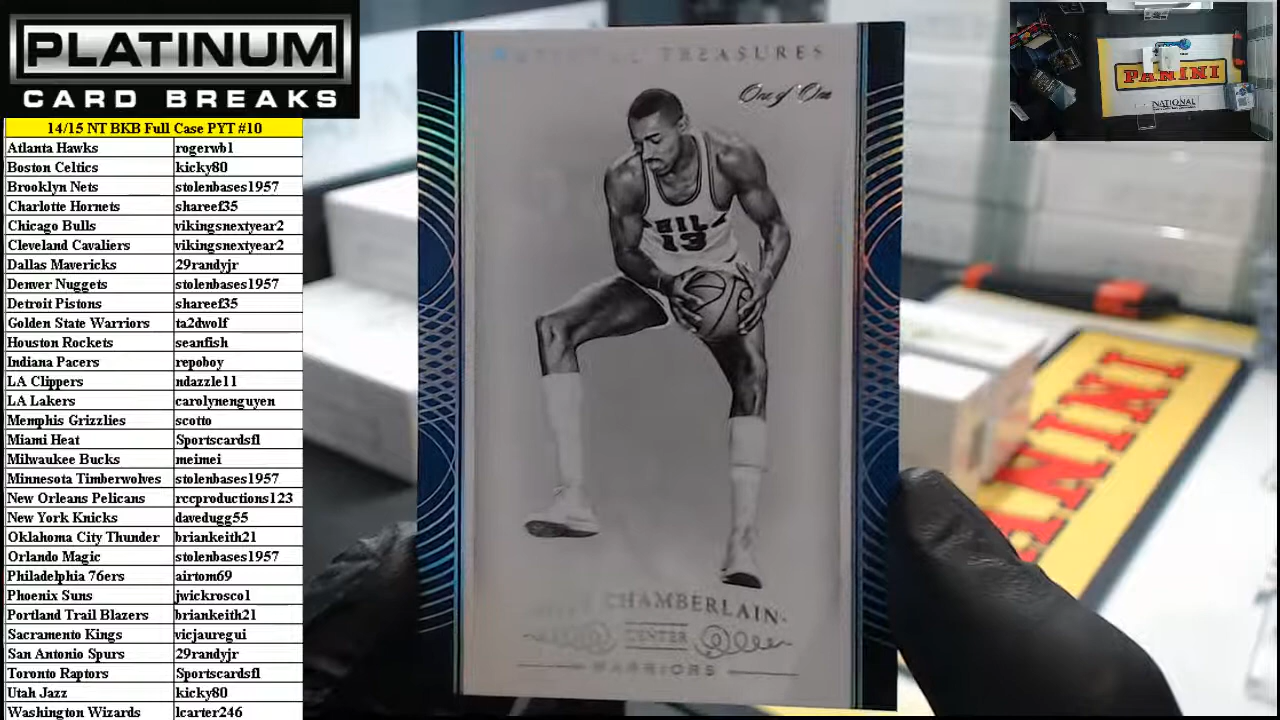 PLATINUM
CARD BREAKS
14/15 NT BKB Full Case PYT #10
Atlanta Hawks rogerwb1
Boston Celtics kicky80
Brooklyn Nets stolenbases1957
Charlotte Hornets shareef35
Chicago Bulls vikingsnextyear2
Cleveland Cavaliers vikingsnextyear2
Dallas Mavericks 29randyjr
Denver Nuggets stolenbases1957
Detroit Pistons shareef35
Golden State Warriors ta2dwolf
Houston Rockets seanfish
Indiana Pacers repoboy
LA Clippers ndazzle11
LA Lakers carolynenguyen
Memphis Grizzlies scotto
Miami Heat Sportscardsfl
Milwaukee Bucks meimei
Minnesota Timberwolves stolenbases1957
New Orleans Pelicans rccproductions123
New York Knicks davedugg55
Oklahoma City Thunder briankeith21
Orlando Magic stolenbases1957
Philadelphia 76ers airtom69
Phoenix Suns jwickrosco1
Portland Trail Blazers briankeith21
Sacramento Kings vicjauregui
San Antonio Spurs 29randyjr
Toronto Raptors Sportscardsfl
Utah Jazz kicky80
Washington Wizards lcarter246
TREASURES
One of One
PHIL
13
CHAMBERLAIN
CENTER
WARRIORS
PANINI
NATIONAL